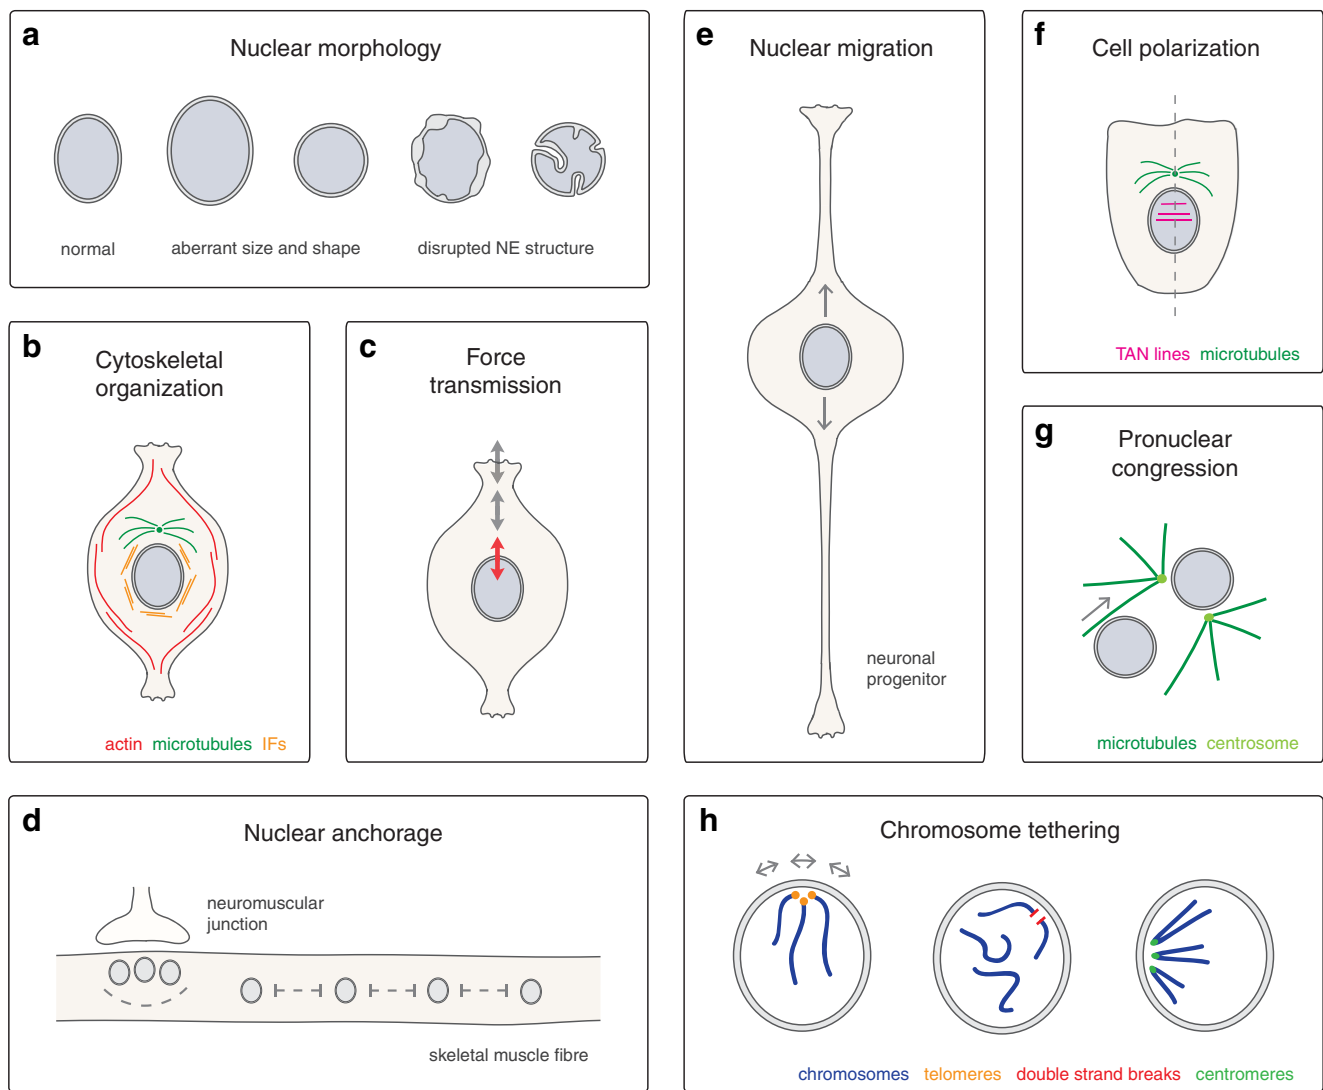 a
Nuclear morphology
normal
aberrant size and shape
disrupted NE structure
b
Cytoskeletal
organization
actin microtubules IFs
c
Force
transmission
d
Nuclear anchorage
neuromuscular
junction
skeletal muscle fibre
e
Nuclear migration
neuronal
progenitor
f
Cell polarization
TAN lines microtubules
g
Pronuclear
congression
microtubules centrosome
h
Chromosome tethering
chromosomes telomeres double strand breaks centromeres